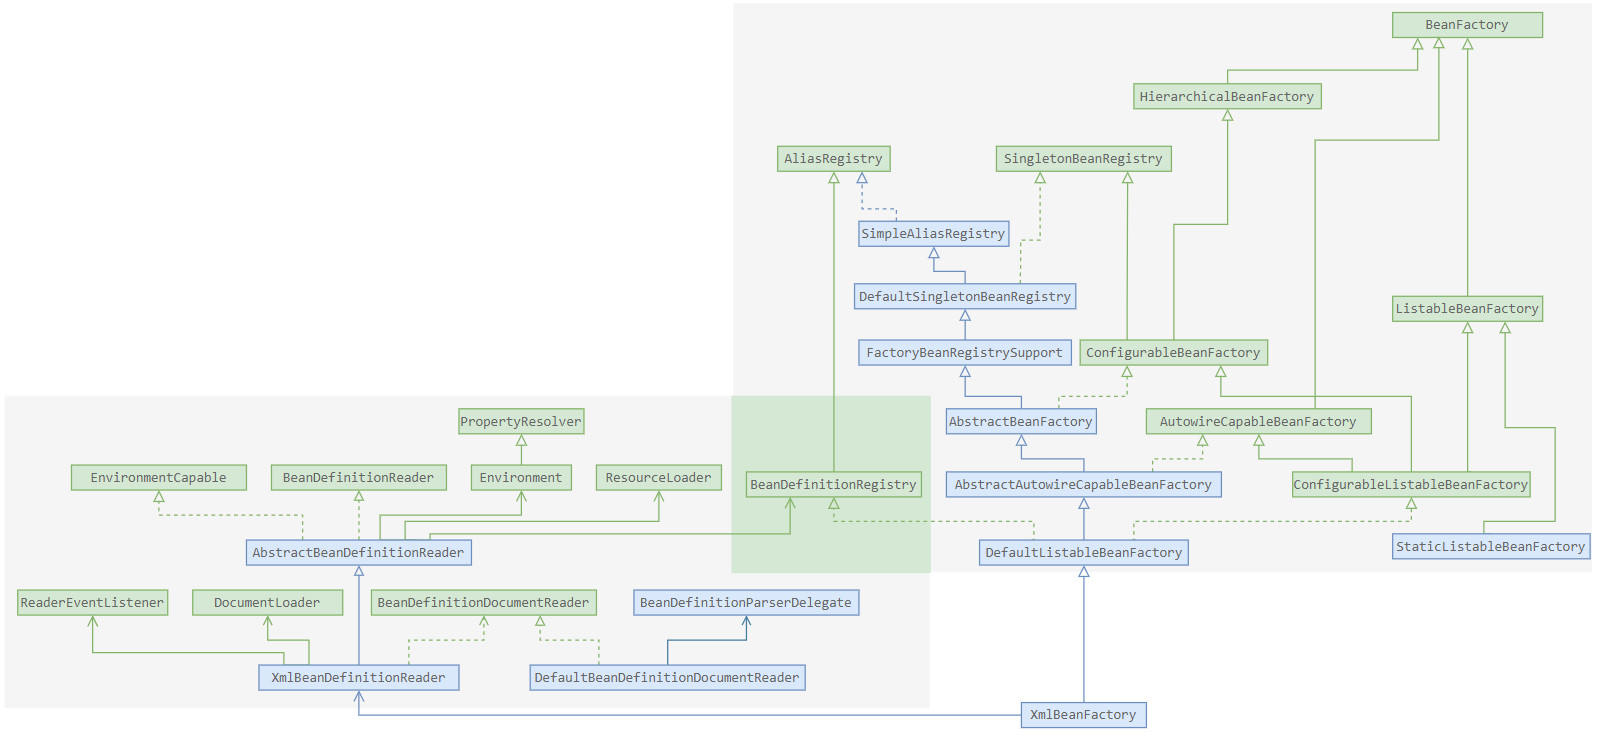 BeanFactory
HierarchicalBeanFactory
AliasRegistry
SingletonBeanRegistry
SimpleAliasRegistry
DefaultSingletonBeanRegistry
ListableBeanFactory
FactoryBeanRegistrySupport
ConfigurableBeanFactory
PropertyResolver
AbstractBeanFactory
AutowireCapableBeanFactory
EnvironmentCapable
BeanDefinitionReader
Environment
ResourceLoader
BeanDefinitionRegistry
AbstractAutowireCapableBeanFactory
ConfigurableListableBeanFactory
AbstractBeanDefinitionReader
DefaultListableBeanFactory
StaticListableBeanFactory
ReaderEventListener
DocumentLoader
BeanDefinitionDocumentReader
BeanDefinitionParserDelegate
XmlBeanDefinitionReader
DefaultBeanDefinitionDocumentReader
XmlBeanFactory